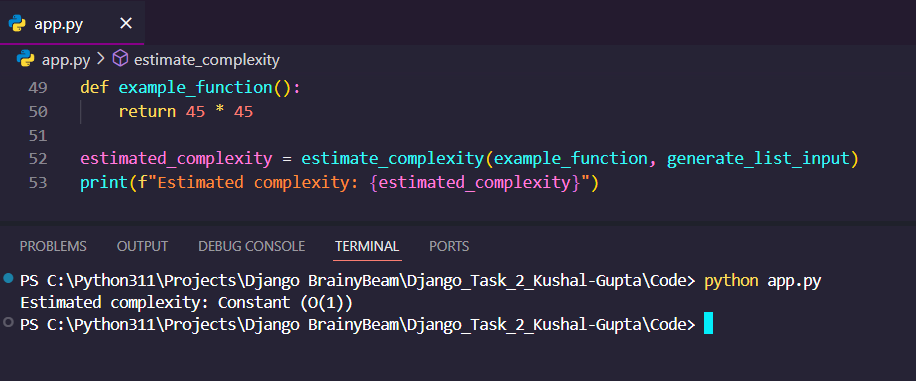 app.py ×
app.py > estimate_complexity
49 def example_function():
50 return 45 * 45
51
52 estimated_complexity = estimate_complexity(example_function, generate_list_input)
53 print(f"Estimated complexity: {estimated_complexity}")
PROBLEMS OUTPUT DEBUG CONSOLE TERMINAL PORTS
PS C:\Python311\Projects\Django BrainyBeam\Django_Task_2_Kushal-Gupta\Code> python app.py
Estimated complexity: Constant (O(1))
PS C:\Python311\Projects\Django BrainyBeam\Django_Task_2_Kushal-Gupta\Code>